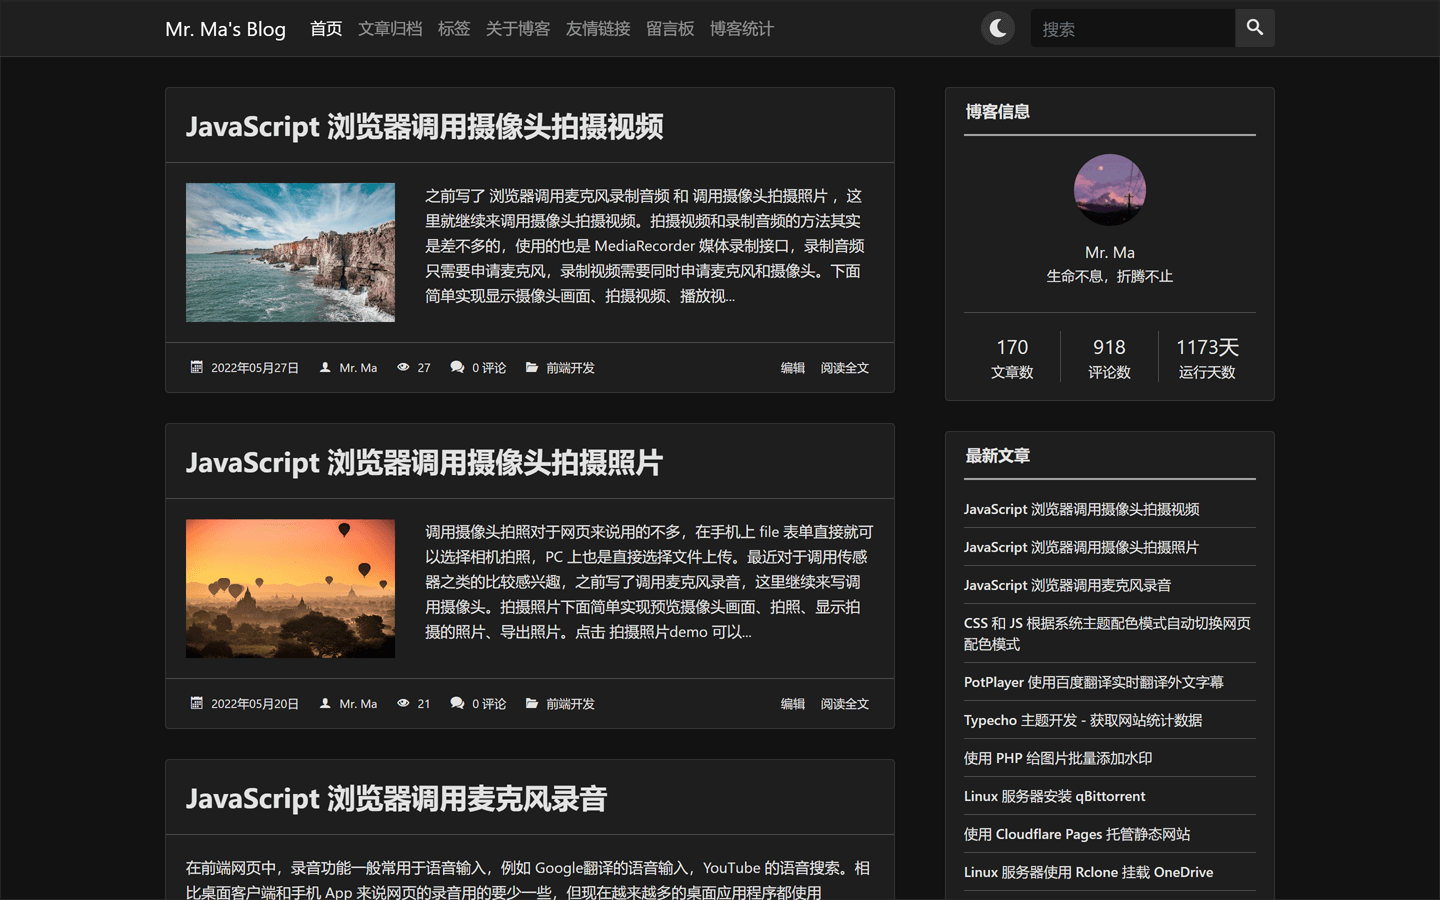 Mr. Ma's Blog 首页 文章归档 标签 关于博客 友情链接 留言板 博客统计 搜索
JavaScript 浏览器调用摄像头拍摄视频
之前写了 浏览器调用麦克风录制音频 和 调用摄像头拍摄照片 ，这
里就继续来调用摄像头拍摄视频。拍摄视频和录制音频的方法其实
是差不多的，使用的也是 MediaRecorder 媒体录制接口，录制音频
只需要申请麦克风，录制视频需要同时申请麦克风和摄像头。下面
简单实现显示摄像头画面、拍摄视频、播放视...
2022年05月27日 Mr. Ma 27 0 评论 前端开发 编辑 阅读全文
JavaScript 浏览器调用摄像头拍摄照片
调用摄像头拍照对于网页来说用的不多，在手机上 file 表单直接就可
以选择相机拍照，PC 上也是直接选择文件上传。最近对于调用传感
器之类的比较感兴趣，之前写了调用麦克风录音，这里继续来写调
用摄像头。拍摄照片下面简单实现预览摄像头画面、拍照、显示拍
摄的照片、导出照片。点击 拍摄照片demo 可以...
2022年05月20日 Mr. Ma 21 0 评论 前端开发 编辑 阅读全文
JavaScript 浏览器调用麦克风录音
在前端网页中，录音功能一般常用于语音输入，例如 Google翻译的语音输入，YouTube 的语音搜索。相
比桌面客户端和手机 App 来说网页的录音用的要少一些，但现在越来越多的桌面应用程序都使用
博客信息
Mr. Ma
生命不息，折腾不止
170 918 1173天
文章数 评论数 运行天数
最新文章
JavaScript 浏览器调用摄像头拍摄视频
JavaScript 浏览器调用摄像头拍摄照片
JavaScript 浏览器调用麦克风录音
CSS 和 JS 根据系统主题配色模式自动切换网页
配色模式
PotPlayer 使用百度翻译实时翻译外文字幕
Typecho 主题开发 - 获取网站统计数据
使用 PHP 给图片批量添加水印
Linux 服务器安装 qBittorrent
使用 Cloudflare Pages 托管静态网站
Linux 服务器使用 Rclone 挂载 OneDrive